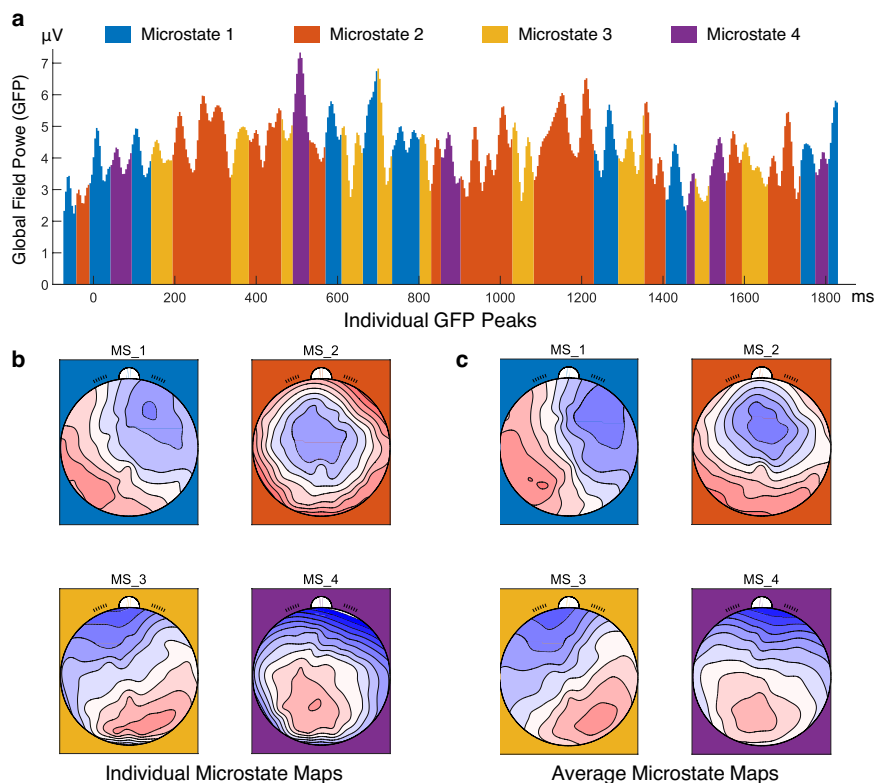 a
µV
Microstate 1 Microstate 2 Microstate 3 Microstate 4
Global Field Powe (GFP)
7
6
5
4
3
2
1
0
0 200 400 600 800 1000 1200 1400 1600 1800 ms
Individual GFP Peaks
b
c
MS_1 MS_2 MS_1 MS_2
MS_3 MS_4 MS_3 MS_4
Individual Microstate Maps Average Microstate Maps